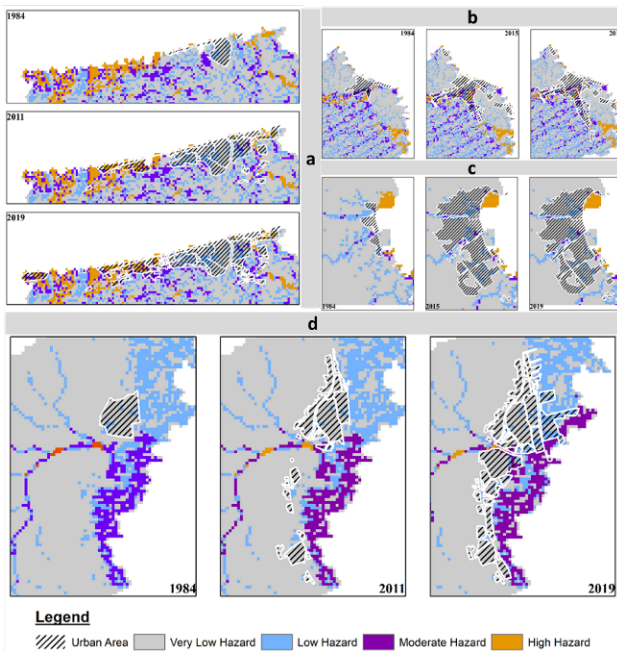 1984
2011
2019
a
b
1984
2015
c
1984
2015
2019
d
1984
2011
2019
Legend
Urban Area
Very Low Hazard
Low Hazard
Moderate Hazard
High Hazard